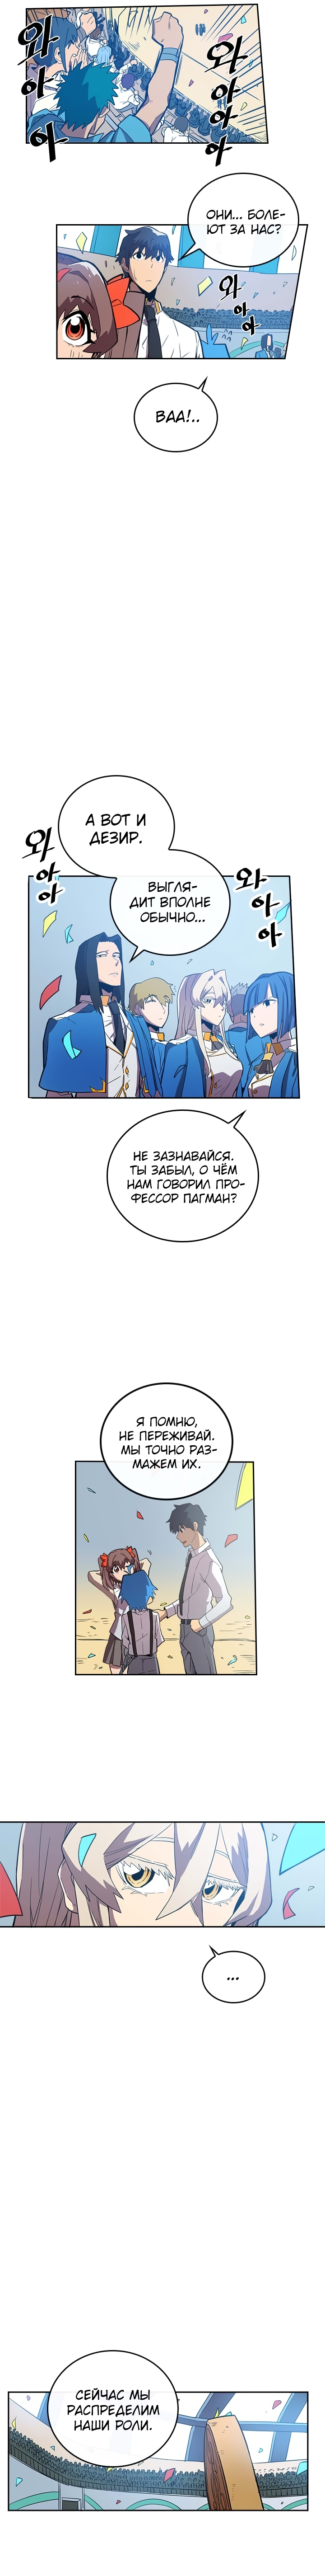 와
아
아
와
아
아
아
ОНИ... БОЛЕ-
ЮТ ЗА НАС?
와
아
아
ВАА!..
А ВОТ И
ДЕЗИР.
와
아
아
ВЫГЛЯ-
ДИТ ВПОЛНЕ
ОБЫЧНО...
와
아
아
НЕ ЗАЗНАВАЙСЯ.
ТЫ ЗАБЫЛ, О ЧЁМ
НАМ ГОВОРИЛ ПРО-
ФЕССОР ПАГМАН?
Я ПОМНЮ,
НЕ ПЕРЕЖИВАЙ.
МЫ ТОЧНО РАЗ-
МАЖЕМ ИХ.
...
СЕЙЧАС МЫ
РАСПРЕДЕЛИМ
НАШИ РОЛИ.